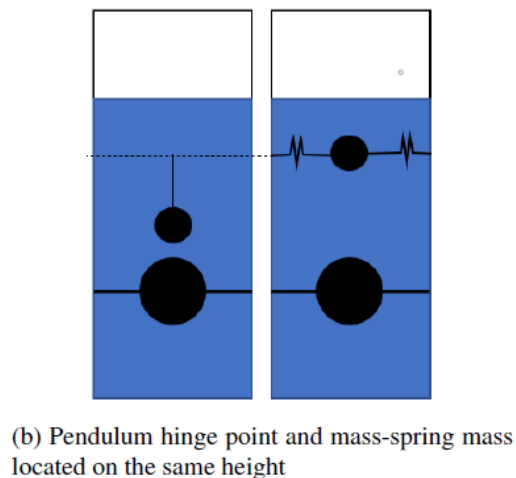 (b) Pendulum hinge point and mass-spring mass
located on the same height